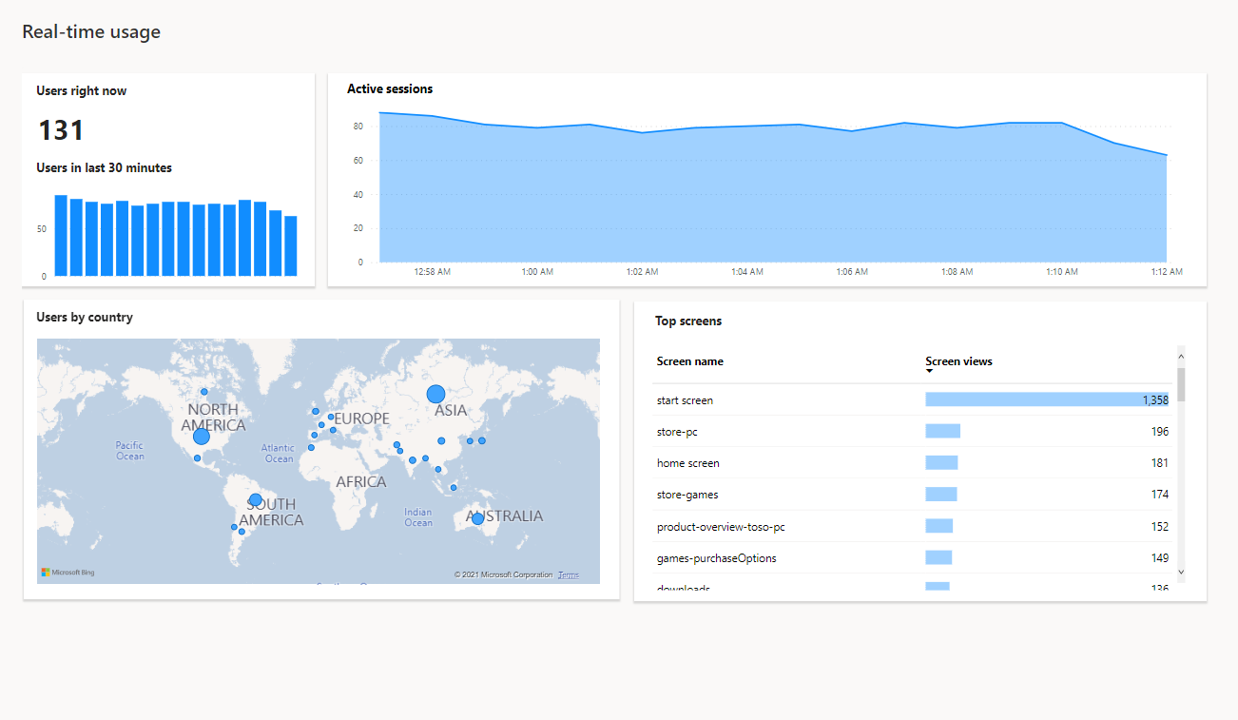 Real-time usage
Users right now
131
Users in last 30 minutes
50
0
Active sessions
80
60
40
20
0
12:58 AM 1:00 AM 1:02 AM 1:04 AM 1:06 AM 1:08 AM 1:10 AM 1:12 AM
Users by country
NORTH
AMERICA
EUROPE
ASIA
Pacific
Ocean
Atlantic
Ocean
AFRICA
SOUTH
AMERICA
Indian
Ocean
AUSTRALIA
Microsoft Bing
© 2021 Microsoft Corporation Terms
Top screens
Screen name Screen views
start screen 1,358
store-pc 196
home screen 181
store-games 174
product-overview-toso-pc 152
games-purchaseOptions 149
downloads 136